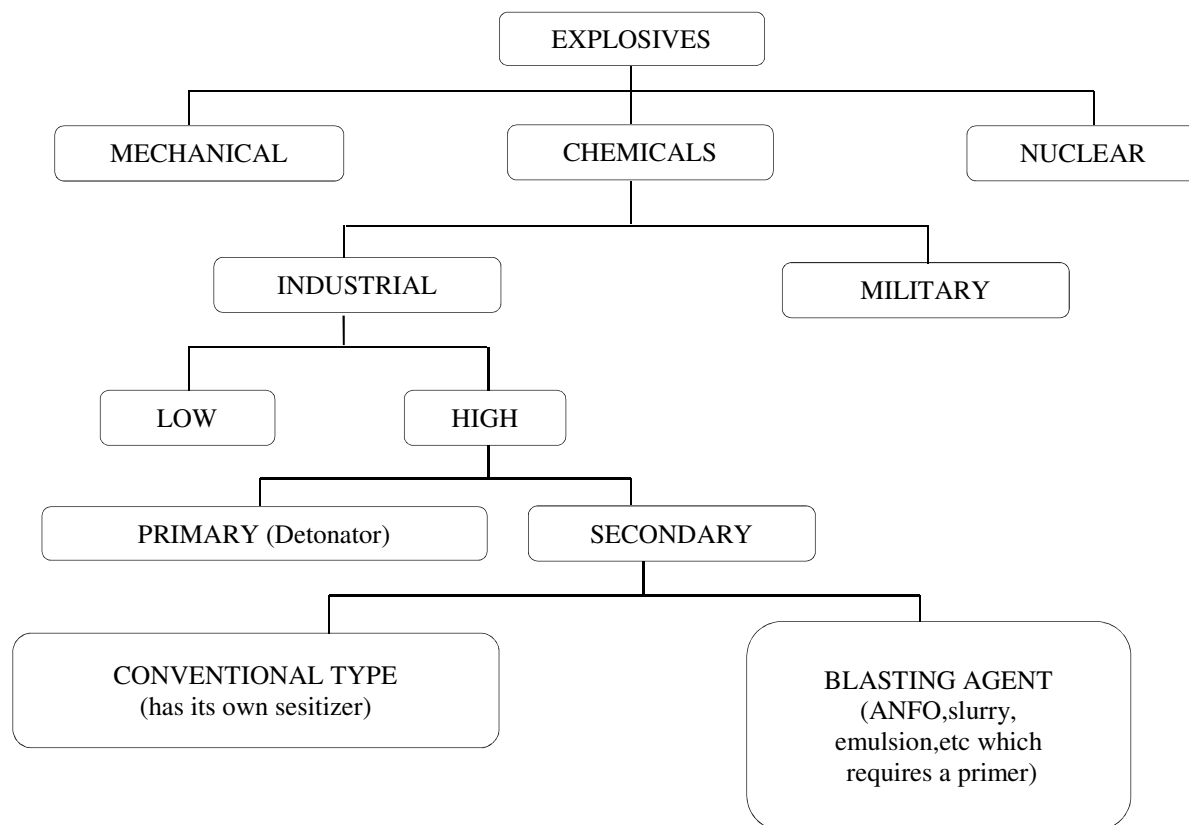 EXPLOSIVES
MECHANICAL
CHEMICALS
NUCLEAR
INDUSTRIAL
MILITARY
LOW
HIGH
PRIMARY (Detonator)
SECONDARY
CONVENTIONAL TYPE
(has its own sesitizer)
BLASTING AGENT
(ANFO,slurry,
emulsion,etc which
requires a primer)